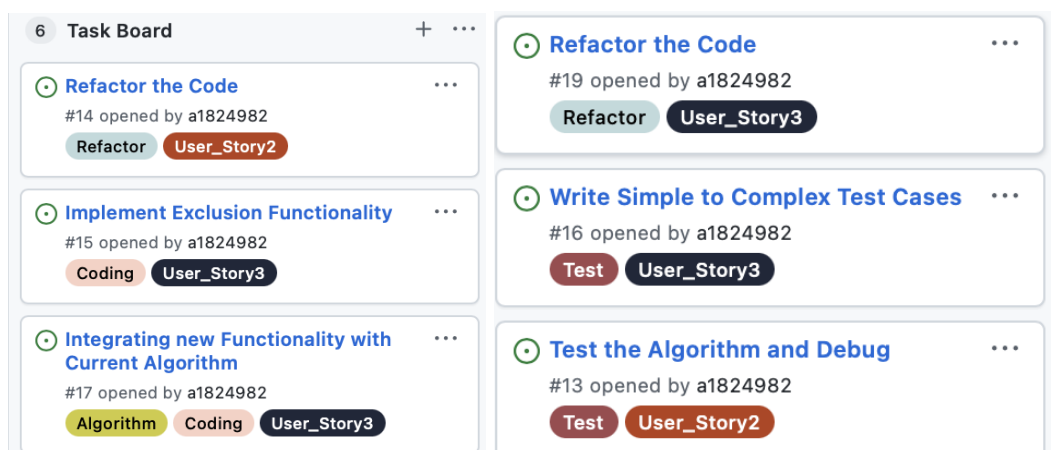 6 Task Board
Refactor the Code
#14 opened by a1824982
Refactor User_Story2
Implement Exclusion Functionality
#15 opened by a1824982
Coding User_Story3
Integrating new Functionality with
Current Algorithm
#17 opened by a1824982
Algorithm Coding User_Story3
Refactor the Code
#19 opened by a1824982
Refactor User_Story3
Write Simple to Complex Test Cases
#16 opened by a1824982
Test User_Story3
Test the Algorithm and Debug
#13 opened by a1824982
Test User_Story2